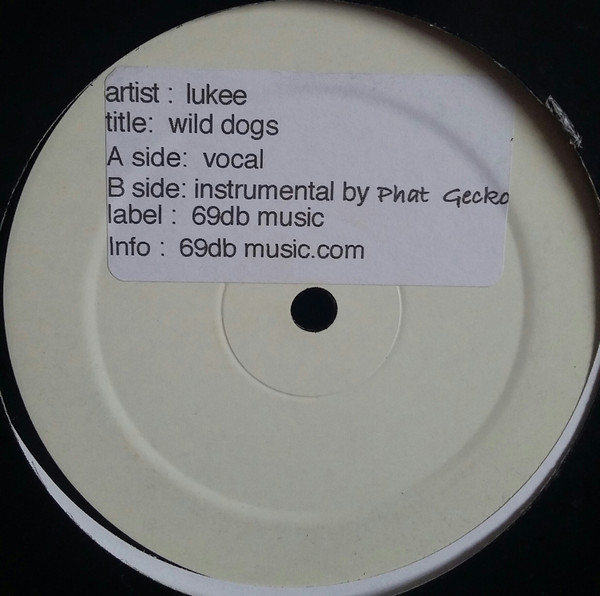 artist : lukee
title: wild dogs
A side: vocal
B side: instrumental by Phat Gecko
label : 69db music
Info : 69db music.com